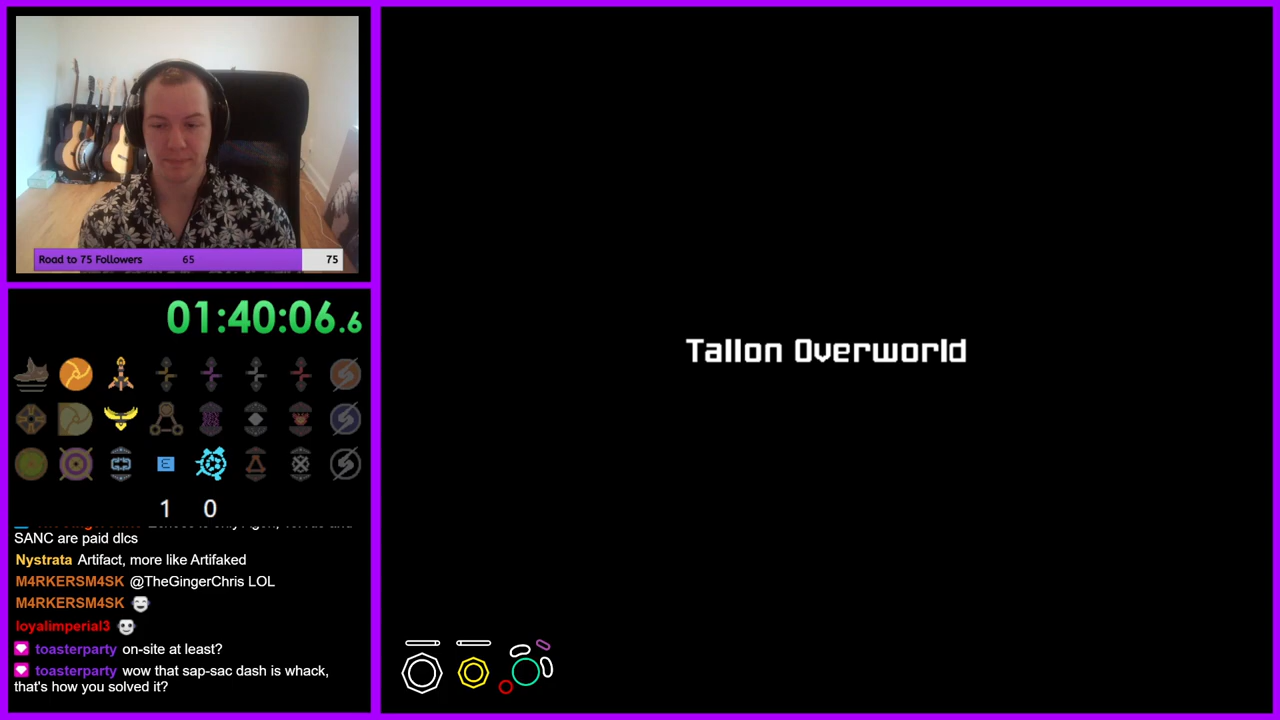 Road to 75 Followers 65 75
01:40:06.6
Tallon Overworld
1 0
SANC are paid dlcs
Nystrata Artifact, more like Artifaked
M4RKERSM4SK @TheGingerChris LOL
M4RKERSM4SK
loyalimperial3
toasterparty on-site at least?
toasterparty wow that sap-sac dash is whack,
that's how you solved it?